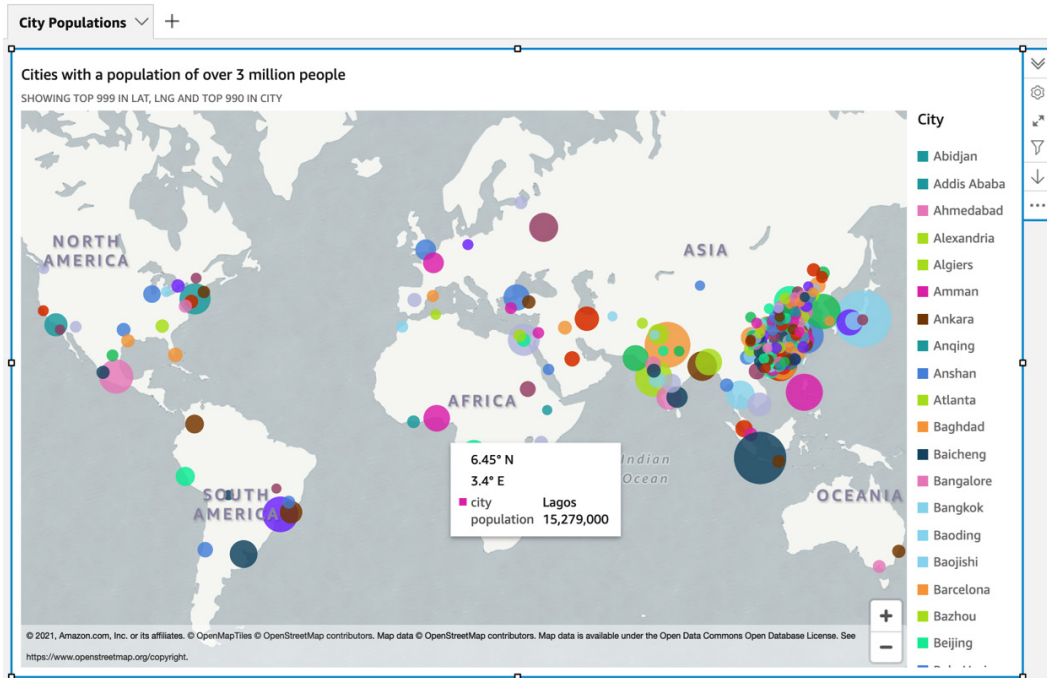 City Populations
Cities with a population of over 3 million people
SHOWING TOP 999 IN LAT, LNG AND TOP 990 IN CITY
City
Abidjan
Addis Ababa
Ahmedabad
Alexandria
Algiers
Amman
Ankara
Anqing
Anshan
Atlanta
Baghdad
Baicheng
Bangalore
Bangkok
Baoding
Baojishi
Barcelona
Bazhou
Beijing
NORTH
AMERICA
ASIA
AFRICA
SOUTH
AMERICA
OCEANIA
Indian
Ocean
6.45° N
3.4° E
city Lagos
population 15,279,000
+
−
© 2021, Amazon.com, Inc. or its affiliates. © OpenMapTiles © OpenStreetMap contributors. Map data © OpenStreetMap contributors. Map data is available under the Open Data Commons Open Database License. See
https://www.openstreetmap.org/copyright.